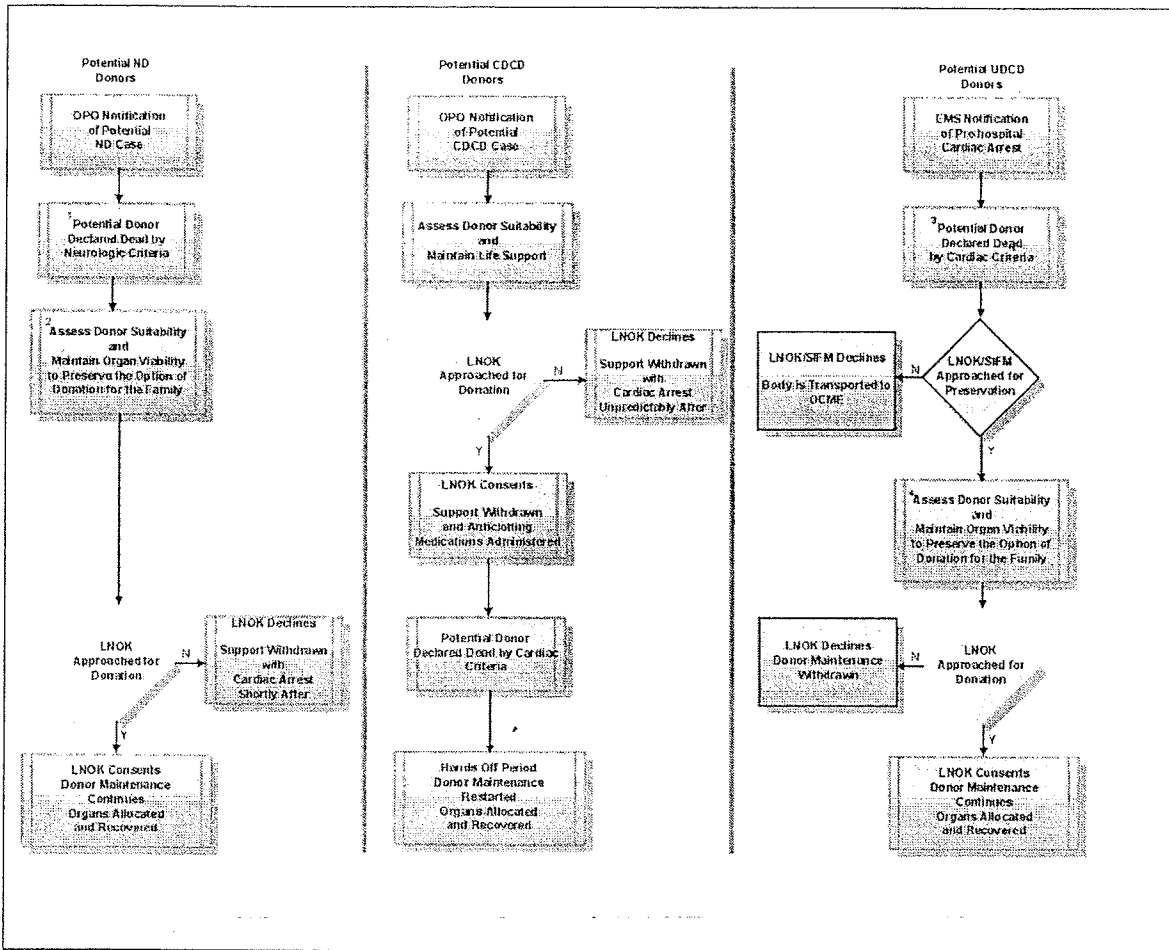 Potential ND
Donors
OPO Notification
of Potential
ND Case
1
Potential Donor
Declared Dead by
Neurologic Criteria
2
Assess Donor Suitability
and
Maintain Organ Viability
to Preserve the Option of
Donation for the Family
LNOK
Approached for
Donation
N
LNOK Declines
Support Withdrawn
with
Cardiac Arrest
Shortly After
Y
LNOK Consents
Donor Maintenance
Continues
Organs Allocated
and Recovered
Potential CDCD
Donors
OPO Notification
of Potential
CDCD Case
Assess Donor Suitability
and
Maintain Life Support
LNOK
Approached for
Donation
N
LNOK Declines
Support Withdrawn
with
Cardiac Arrest
Unpredictably After
Y
LNOK Consents
Support Withdrawn
and Anticlotting
Medications Administered
Potential Donor
Declared Dead by Cardiac
Criteria
Hands Off Period
Donor Maintenance
Restarted
Organs Allocated
and Recovered
Potential UDCD
Donors
EMS Notification
of Prohospital
Cardiac Arrest
3
Potential Donor
Declared Dead
by Cardiac Criteria
LNOK/SIFM
Approached for
Preservation
N
LNOK/SIFM Declines
Body is Transported to
OCME
Y
4
Assess Donor Suitability
and
Maintain Organ Viability
to Preserve the Option of
Donation for the Family
LNOK
Approached for
Donation
N
LNOK Declines
Donor Maintenance
Withdrawn
Y
LNOK Consents
Donor Maintenance
Continues
Organs Allocated
and Recovered